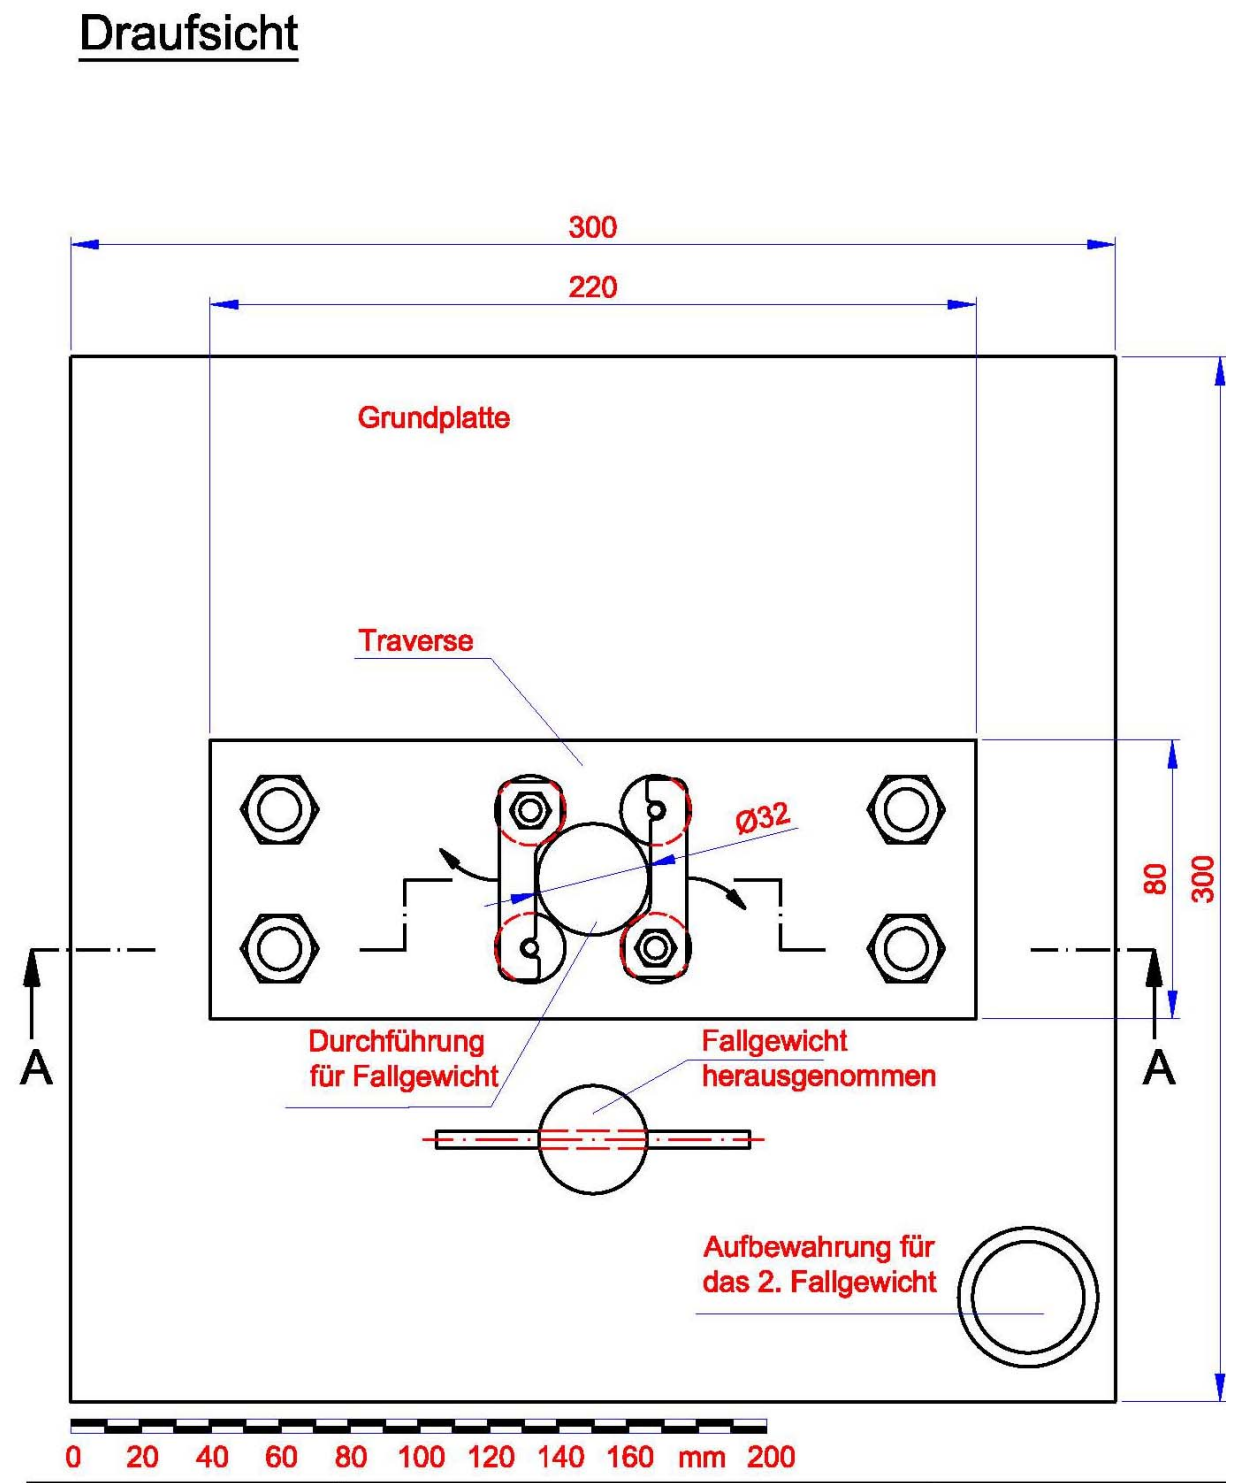 Draufsicht
300
220
Grundplatte
Traverse
Ø32
80
300
A
A
Durchführung
für Fallgewicht
Fallgewicht
herausgenommen
Aufbewahrung für
das 2. Fallgewicht
0 20 40 60 80 100 120 140 160 mm 200